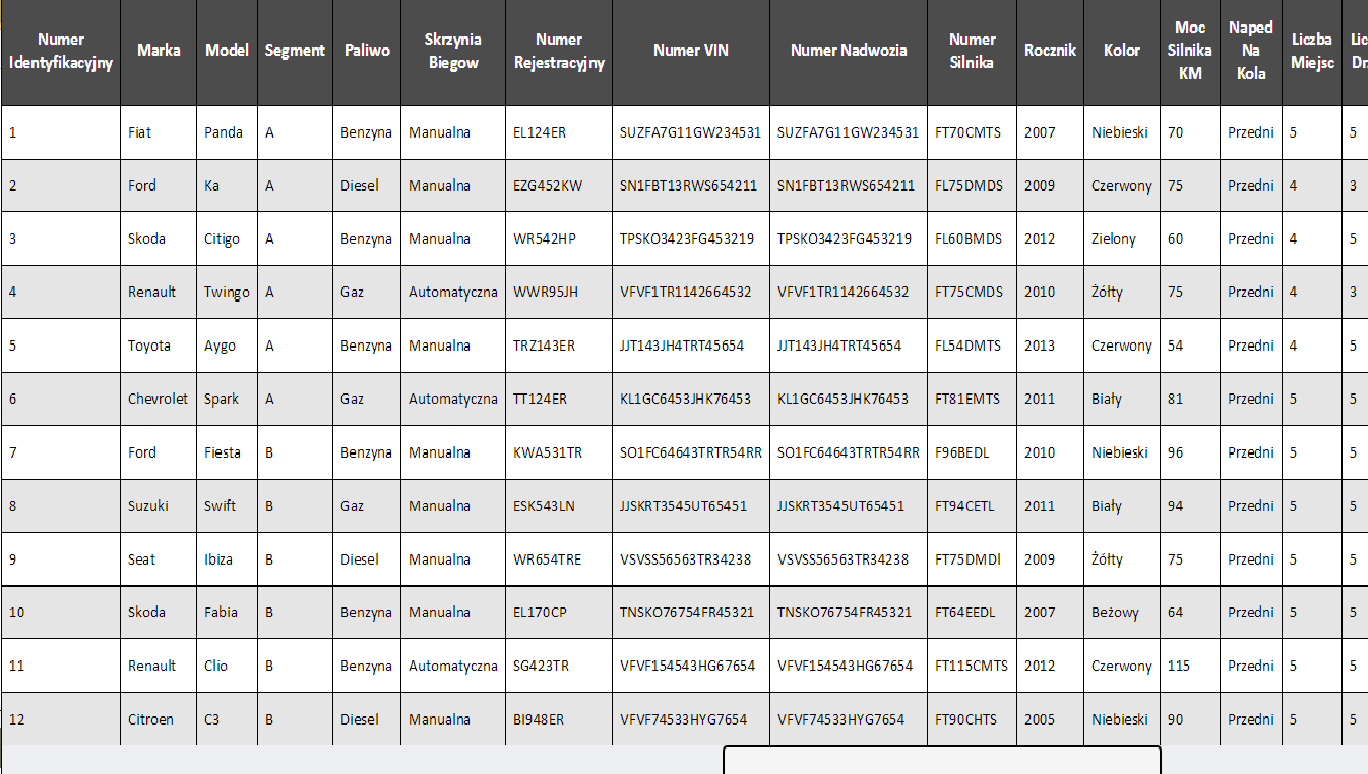 Numer Identyfikacyjny Marka Model Segment Paliwo Skrzynia Biegow Numer Rejestracyjny Numer VIN Numer Nadwozia Numer Silnika Rocznik Kolor Moc Silnika KM Naped Na Kola Liczba Miejsc
1 Fiat Panda A Benzyna Manualna EL124ER SUZFA7G11GW234531 SUZFA7G11GW234531 FT70CMTS 2007 Niebieski 70 Przedni 5 5
2 Ford Ka A Diesel Manualna EZG452KW SN1FBT13RWS654211 SN1FBT13RWS654211 FL75DMDS 2009 Czerwony 75 Przedni 4 3
3 Skoda Citigo A Benzyna Manualna WR542HP TPSKO3423FG453219 TPSKO3423FG453219 FL60BMDS 2012 Zielony 60 Przedni 4 5
4 Renault Twingo A Gaz Automatyczna WWR95JH VFVF1TR1142664532 VFVF1TR1142664532 FT75CMDS 2010 Żółty 75 Przedni 4 3
5 Toyota Aygo A Benzyna Manualna TRZ143ER JJT143JH4TRT45654 JJT143JH4TRT45654 FL54DMTS 2013 Czerwony 54 Przedni 4 5
6 Chevrolet Spark A Gaz Automatyczna TT124ER KL1GC6453JHK76453 KL1GC6453JHK76453 FT81EMTS 2011 Biały 81 Przedni 5 5
7 Ford Fiesta B Benzyna Manualna KWA531TR SO1FC64643TRTR54RR SO1FC64643TRTR54RR F96BEDL 2010 Niebieski 96 Przedni 5 5
8 Suzuki Swift B Gaz Manualna ESK543LN JJSKRT3545UT65451 JJSKRT3545UT65451 FT94CETL 2011 Biały 94 Przedni 5 5
9 Seat Ibiza B Diesel Manualna WR654TRE VSVSS56563TR34238 VSVSS56563TR34238 FT75DMDl 2009 Żółty 75 Przedni 5 5
10 Skoda Fabia B Benzyna Manualna EL170CP TNSKO76754FR45321 TNSKO76754FR45321 FT64EEDL 2007 Beżowy 64 Przedni 5 5
11 Renault Clio B Benzyna Automatyczna SG423TR VFVF154543HG67654 VFVF154543HG67654 FT115CMTS 2012 Czerwony 115 Przedni 5 5
12 Citroen C3 B Diesel Manualna BI948ER VFVF74533HYG7654 VFVF74533HYG7654 FT90CHTS 2005 Niebieski 90 Przedni 5 5